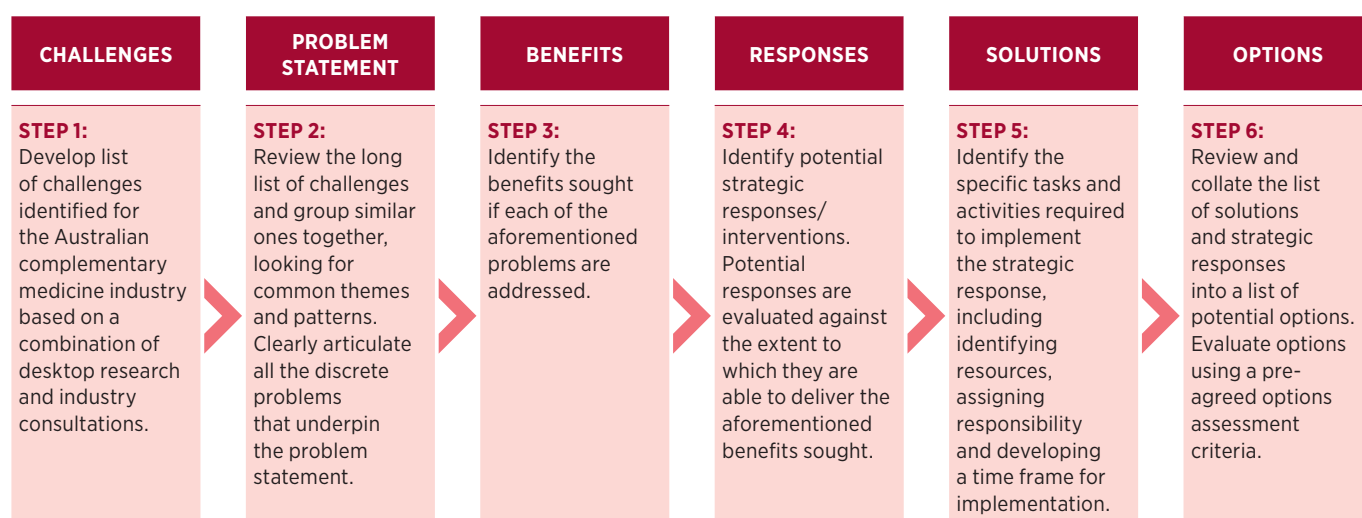 CHALLENGES
STEP 1:
Develop list
of challenges
identified for
the Australian
complementary
medicine industry
based on a
combination of
desktop research
and industry
consultations.
PROBLEM
STATEMENT
STEP 2:
Review the long
list of challenges
and group similar
ones together,
looking for
common themes
and patterns.
Clearly articulate
all the discrete
problems
that underpin
the problem
statement.
BENEFITS
STEP 3:
Identify the
benefits sought
if each of the
aforementioned
problems are
addressed.
RESPONSES
STEP 4:
Identify potential
strategic
responses/
interventions.
Potential
responses are
evaluated against
the extent to
which they are
able to deliver the
aforementioned
benefits sought.
SOLUTIONS
STEP 5:
Identify the
specific tasks and
activities required
to implement
the strategic
response,
including
identifying
resources,
assigning
responsibility
and developing
a time frame for
implementation.
OPTIONS
STEP 6:
Review and
collate the list
of solutions
and strategic
responses
into a list of
potential options.
Evaluate options
using a pre-
agreed options
assessment
criteria.